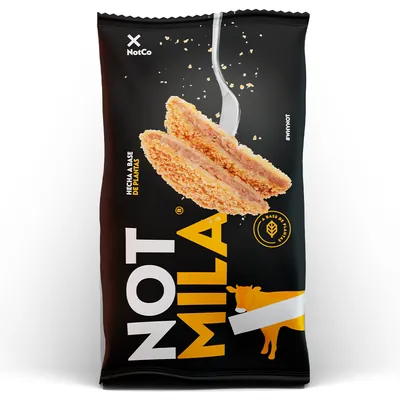 NotCo
#WHYNOT
HECHA A BASE
DE PLANTAS
NOT
MILA®
A BASE DE PLANTAS